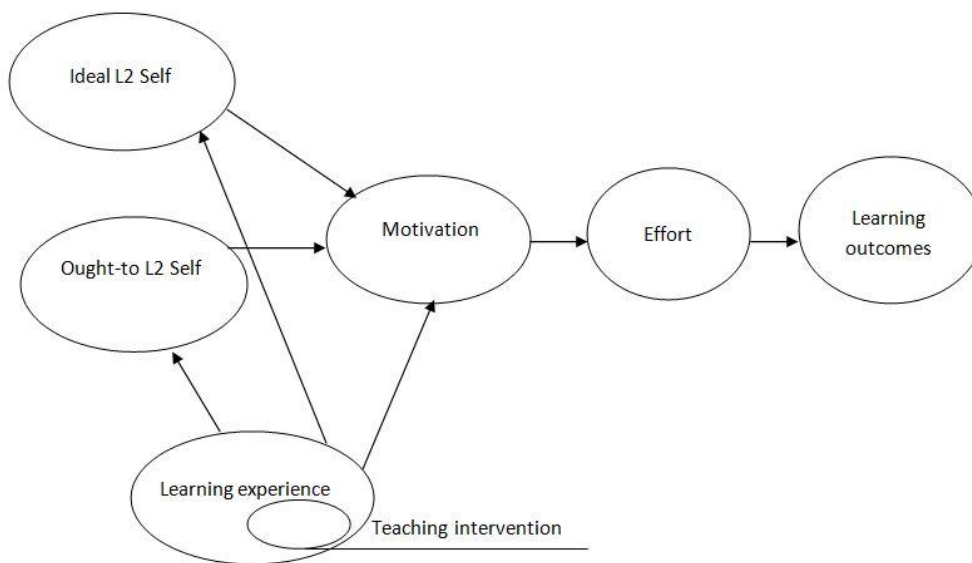 Ideal L2 Self
Motivation
Effort
Learning
outcomes
Ought-to L2 Self
Learning experience
Teaching intervention